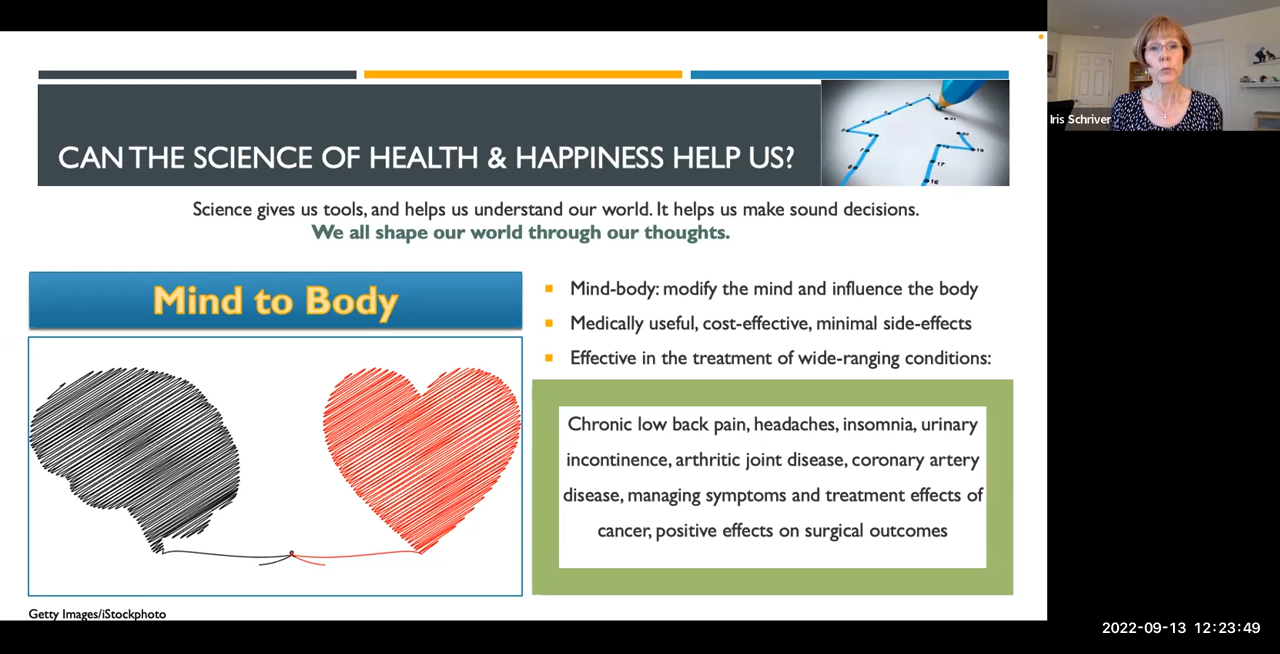 Iris Schriver
CAN THE SCIENCE OF HEALTH & HAPPINESS HELP US?
Science gives us tools, and helps us understand our world. It helps us make sound decisions.
We all shape our world through our thoughts.
Mind to Body
Mind-body: modify the mind and influence the body
Medically useful, cost-effective, minimal side-effects
Effective in the treatment of wide-ranging conditions:
Chronic low back pain, headaches, insomnia, urinary
incontinence, arthritic joint disease, coronary artery
disease, managing symptoms and treatment effects of
cancer, positive effects on surgical outcomes
Getty Images/iStockphoto
2022-09-13 12:23:49